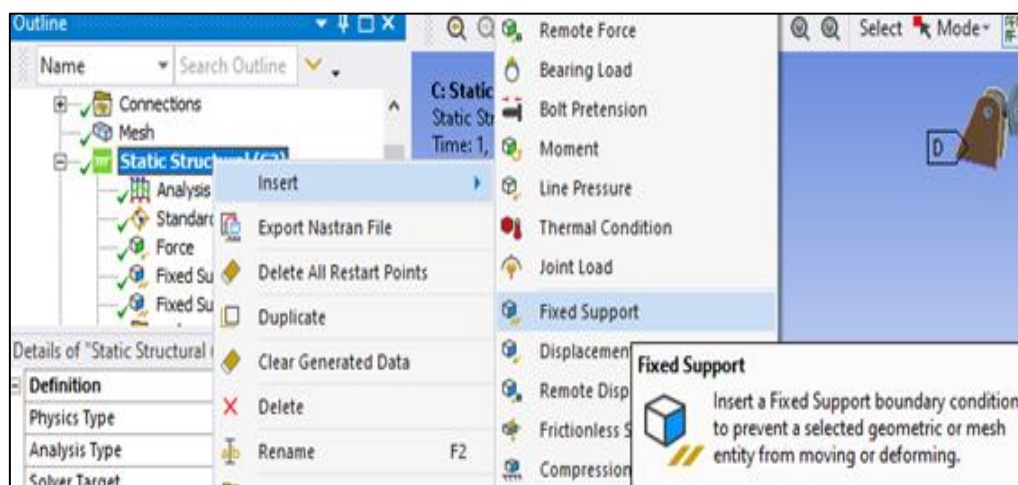 Outline
Name
Search Outline
Connections
Mesh
Static Struc
Analysis
Standard
Force
Fixed Su
Fixed Su
Details of "Static Structural
Definition
Physics Type
Analysis Type
Solver Target
Insert
Export Nastran File
Delete All Restart Points
Duplicate
Clear Generated Data
Delete
Rename F2
C: Static
Static Str
Time: 1,
Remote Force
Bearing Load
Bolt Pretension
Moment
Line Pressure
Thermal Condition
Joint Load
Fixed Support
Displacemen
Remote Disp
Frictionless S
Compression
Select Mode
D
Fixed Support
Insert a Fixed Support boundary condition
to prevent a selected geometric or mesh
entity from moving or deforming.